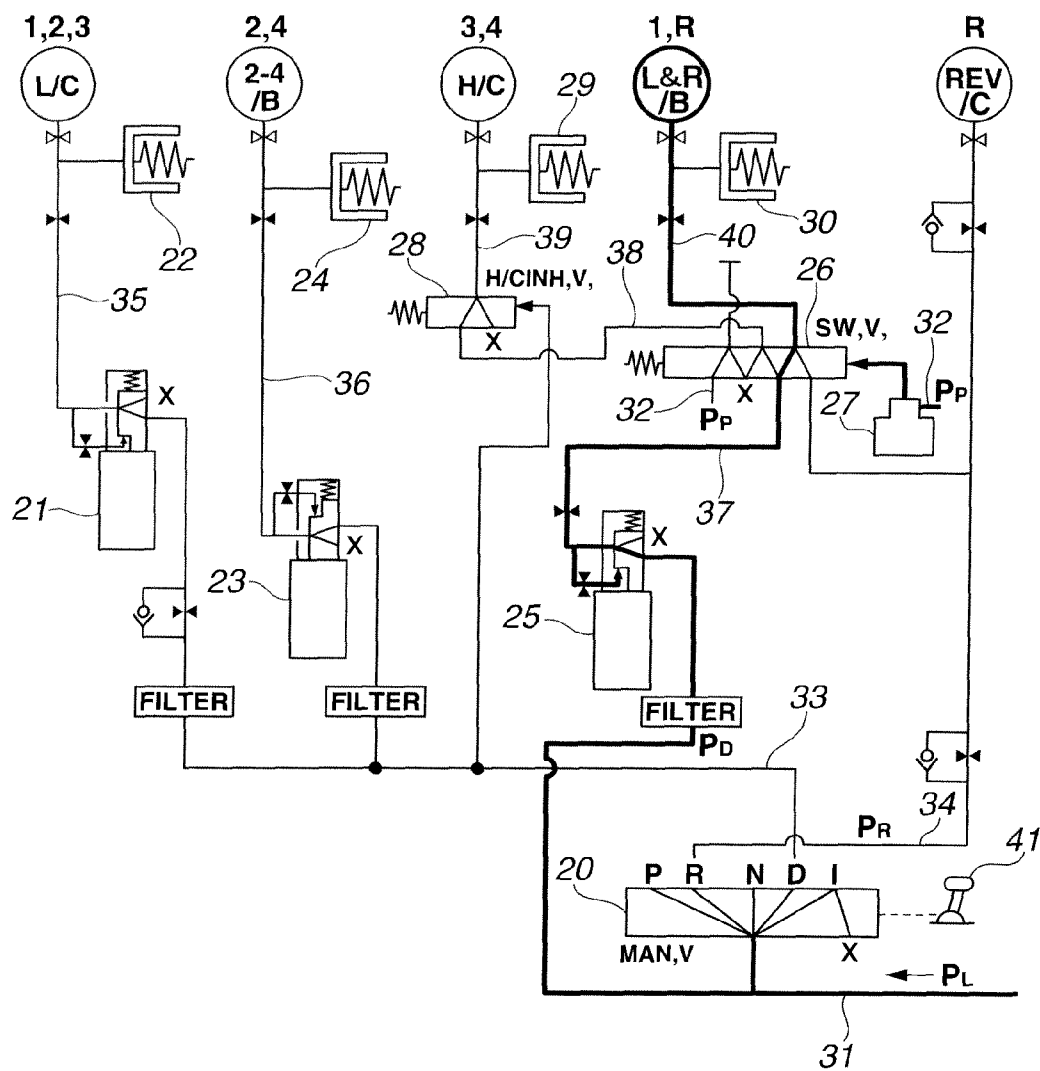 1,2,3
2,4
3,4
1,R
R
L/C
2-4
/B
H/C
L&R
/B
REV
/C
29
22
24
28
39
38
40
30
26
H/CINH,V,
SW,V,
32
35
X
X
36
32
PP
X
27
PP
21
37
X
23
X
25
FILTER
FILTER
FILTER
33
PD
PR
34
41
20
P R N D I
MAN,V
X
PL
31